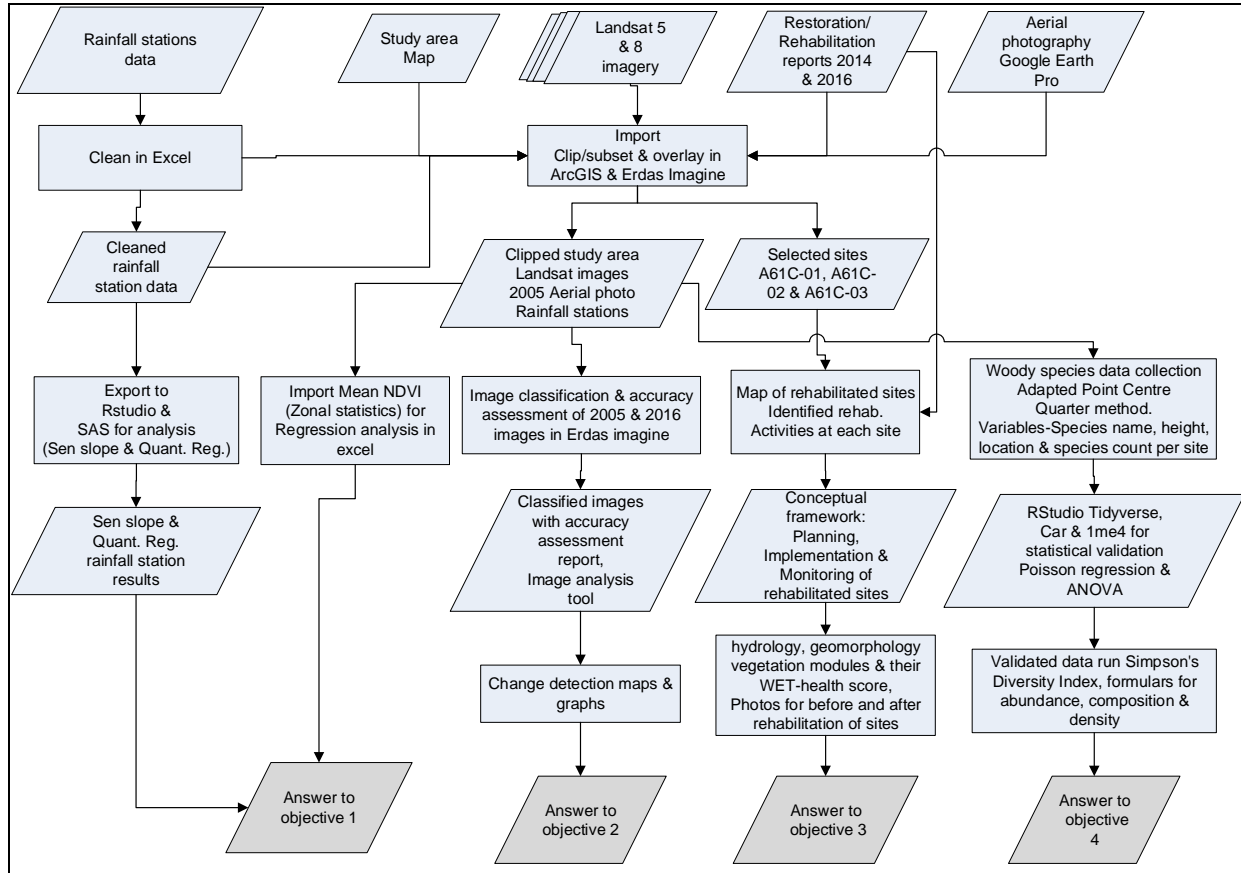 Rainfall stations
data
Study area
Map
Landsat 5
& 8
imagery
Restoration/
Rehabilitation
reports 2014
& 2016
Aerial
photography
Google Earth
Pro
Clean in Excel
Import
Clip/subset & overlay in
ArcGIS & Erdas Imagine
Cleaned
rainfall
station data
Clipped study area
Landsat images
2005 Aerial photo
Rainfall stations
Selected sites
A61C-01, A61C-
02 & A61C-03
Export to
Rstudio &
SAS for analysis
(Sen slope & Quant. Reg.)
Import Mean NDVI
(Zonal statistics) for
Regression analysis in
excel
Image classification & accuracy
assessment of 2005 & 2016
images in Erdas imagine
Map of rehabilitated sites
Identified rehab.
Activities at each site
Woody species data collection
Adapted Point Centre
Quarter method.
Variables-Species name, height,
location & species count per site
Sen slope &
Quant. Reg.
rainfall station
results
Classified images
with accuracy
assessment
report,
Image analysis
tool
Conceptual
framework:
Planning,
Implementation &
Monitoring of
rehabilitated sites
RStudio Tidyverse,
Car & 1me4 for
statistical validation
Poisson regression &
ANOVA
Change detection maps &
graphs
hydrology, geomorphology
vegetation modules & their
WET-health score,
Photos for before and after
rehabilitation of sites
Validated data run Simpson's
Diversity Index, formulars for
abundance, composition &
density
Answer to
objective 1
Answer to
objective 2
Answer to
objective 3
Answer to
objective
4